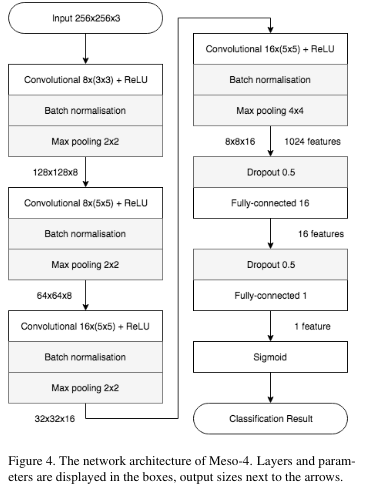 Input 256x256x3
Convolutional 8x(3x3) + ReLU
Batch normalisation
Max pooling 2x2
128x128x8
Convolutional 8x(5x5) + ReLU
Batch normalisation
Max pooling 2x2
64x64x8
Convolutional 16x(5x5) + ReLU
Batch normalisation
Max pooling 2x2
32x32x16
Convolutional 16x(5x5) + ReLU
Batch normalisation
Max pooling 4x4
8x8x16 1024 features
Dropout 0.5
Fully-connected 16
16 features
Dropout 0.5
Fully-connected 1
1 feature
Sigmoid
Classification Result
Figure 4. The network architecture of Meso-4. Layers and param-
eters are displayed in the boxes, output sizes next to the arrows.